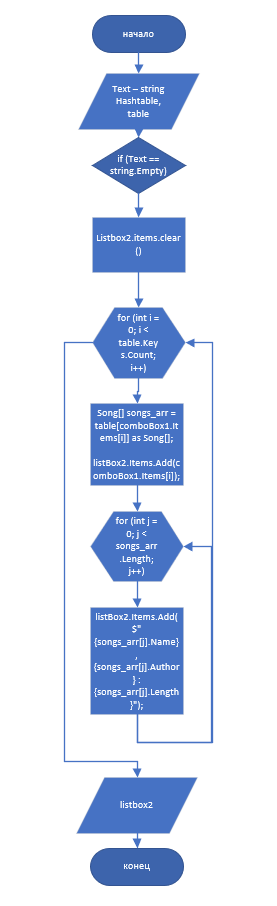 начало
Text – string
Hashtable,
table
if (Text ==
string.Empty)
Listbox2.items.clear
()
for (int i =
0; i <
table.Key
s.Count;
i++)
Song[] songs_arr =
table[comboBox1.It
ems[i]] as Song[];
listBox2.Items.Add(c
omboBox1.Items[i]);
for (int j =
0; j <
songs_arr
.Length;
j++)
listBox2.Items.Add(
$"
{songs_arr[j].Name}
,
{songs_arr[j].Author
} :
{songs_arr[j].Length
}");
listbox2
конец